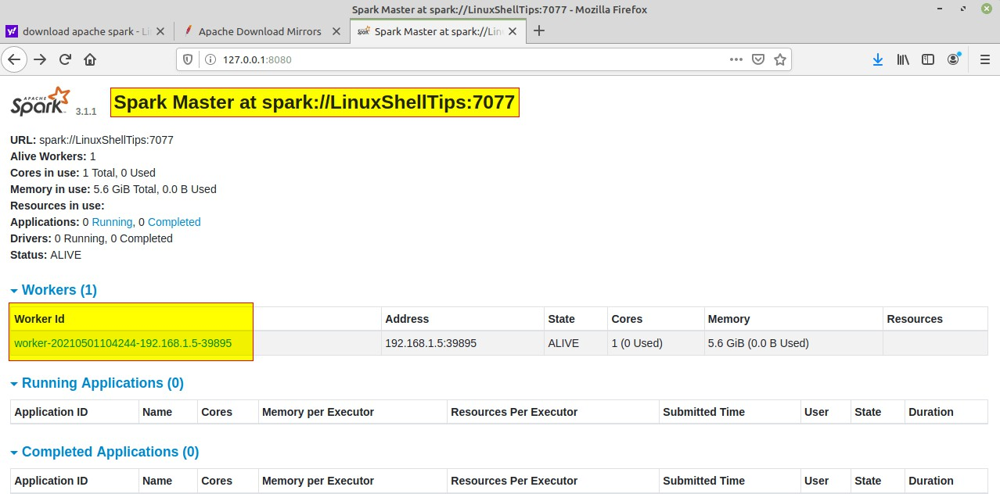 Spark Master at spark://LinuxShellTips:7077 - Mozilla Firefox
download apache spark - Li
Apache Download Mirrors
Spark Master at spark://Lin
127.0.0.1:8080
APACHE
Spark 3.1.1 Spark Master at spark://LinuxShellTips:7077
URL: spark://LinuxShellTips:7077
Alive Workers: 1
Cores in use: 1 Total, 0 Used
Memory in use: 5.6 GiB Total, 0.0 B Used
Resources in use:
Applications: 0 Running, 0 Completed
Drivers: 0 Running, 0 Completed
Status: ALIVE
Workers (1)
Worker Id Address State Cores Memory Resources
worker-20210501104244-192.168.1.5-39895 192.168.1.5:39895 ALIVE 1 (0 Used) 5.6 GiB (0.0 B Used)
Running Applications (0)
Application ID Name Cores Memory per Executor Resources Per Executor Submitted Time User State Duration
Completed Applications (0)
Application ID Name Cores Memory per Executor Resources Per Executor Submitted Time User State Duration